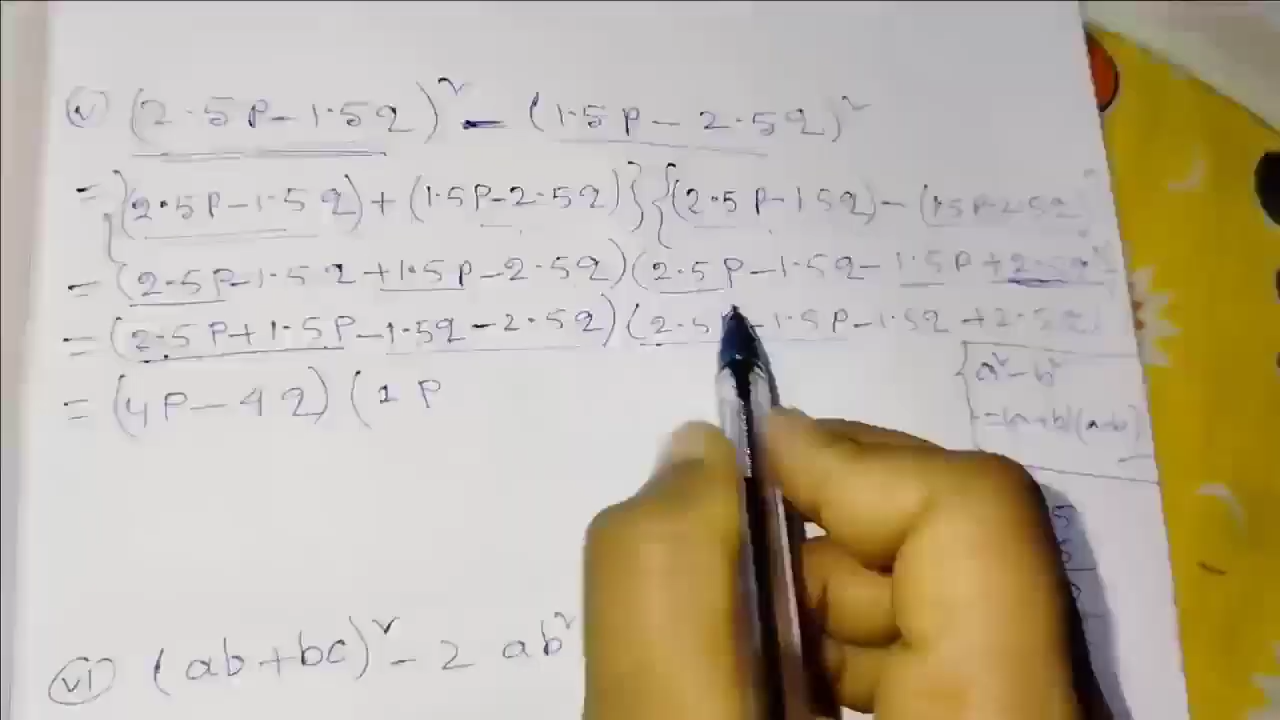 (v) (2.5p-1.5q)² - (1.5p-2.5q)²
= {(2.5p-1.5q)+(1.5p-2.5q)}{(2.5p-1.5q)-(1.5p-2.5q)
= (2.5p-1.5q+1.5p-2.5q)(2.5p-1.5q-1.5p+2.5q)
= (2.5p+1.5p-1.5q-2.5q)(2.5 -1.5p-1.5q+2.5q)
= (4p-4q)(1p
a²-b²
=(a+b)(a-b)
(vi) (ab+bc)²-2 ab²